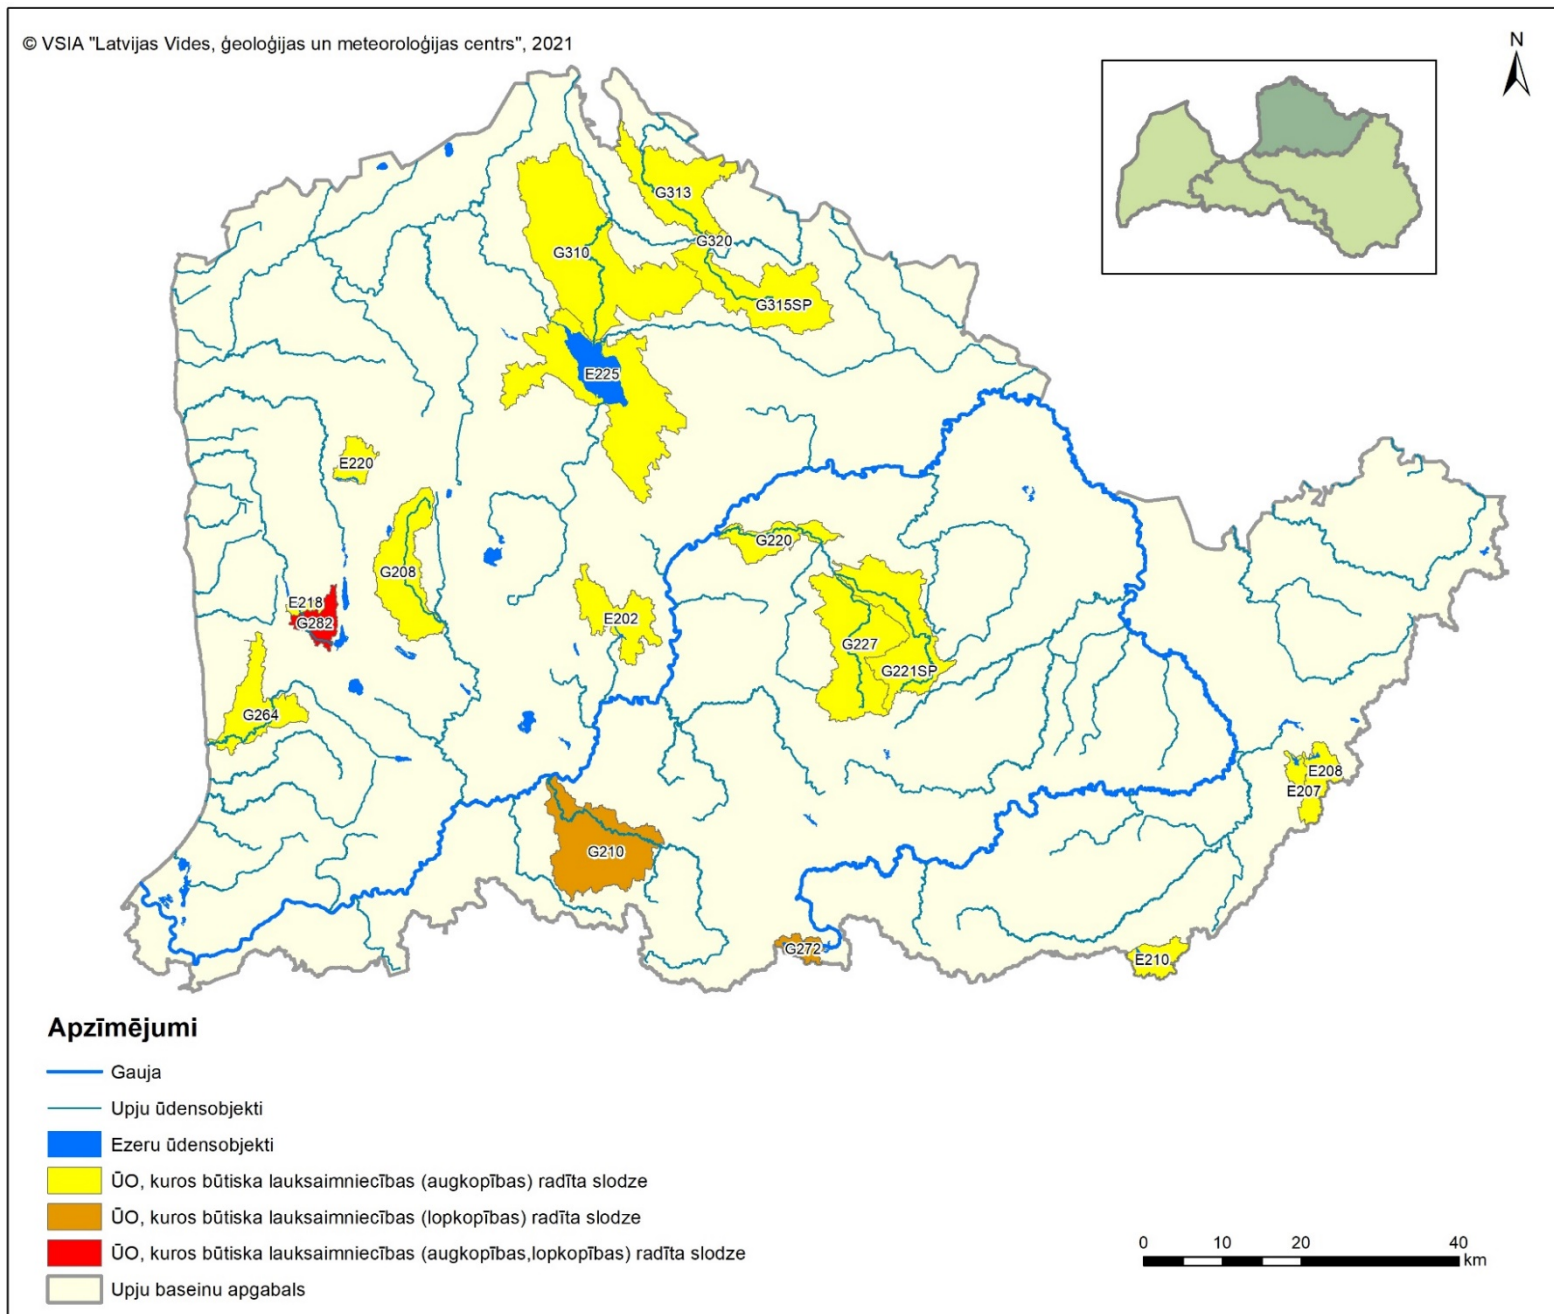 © VSIA "Latvijas Vides, ģeoloģijas un meteoroloģijas centrs", 2021
N
G313
G320
G310
G315SP
E225
E220
G220
G208
E218
G282
E202
G227
G221SP
G264
E208
E207
G210
G272
E210
Apzīmējumi
Gauja
Upju ūdensobjekti
Ezeru ūdensobjekti
ŪO, kuros būtiska lauksaimniecības (augkopības) radīta slodze
ŪO, kuros būtiska lauksaimniecības (lopkopības) radīta slodze
ŪO, kuros būtiska lauksaimniecības (augkopības,lopkopības) radīta slodze
Upju baseinu apgabals
0 10 20 40
km